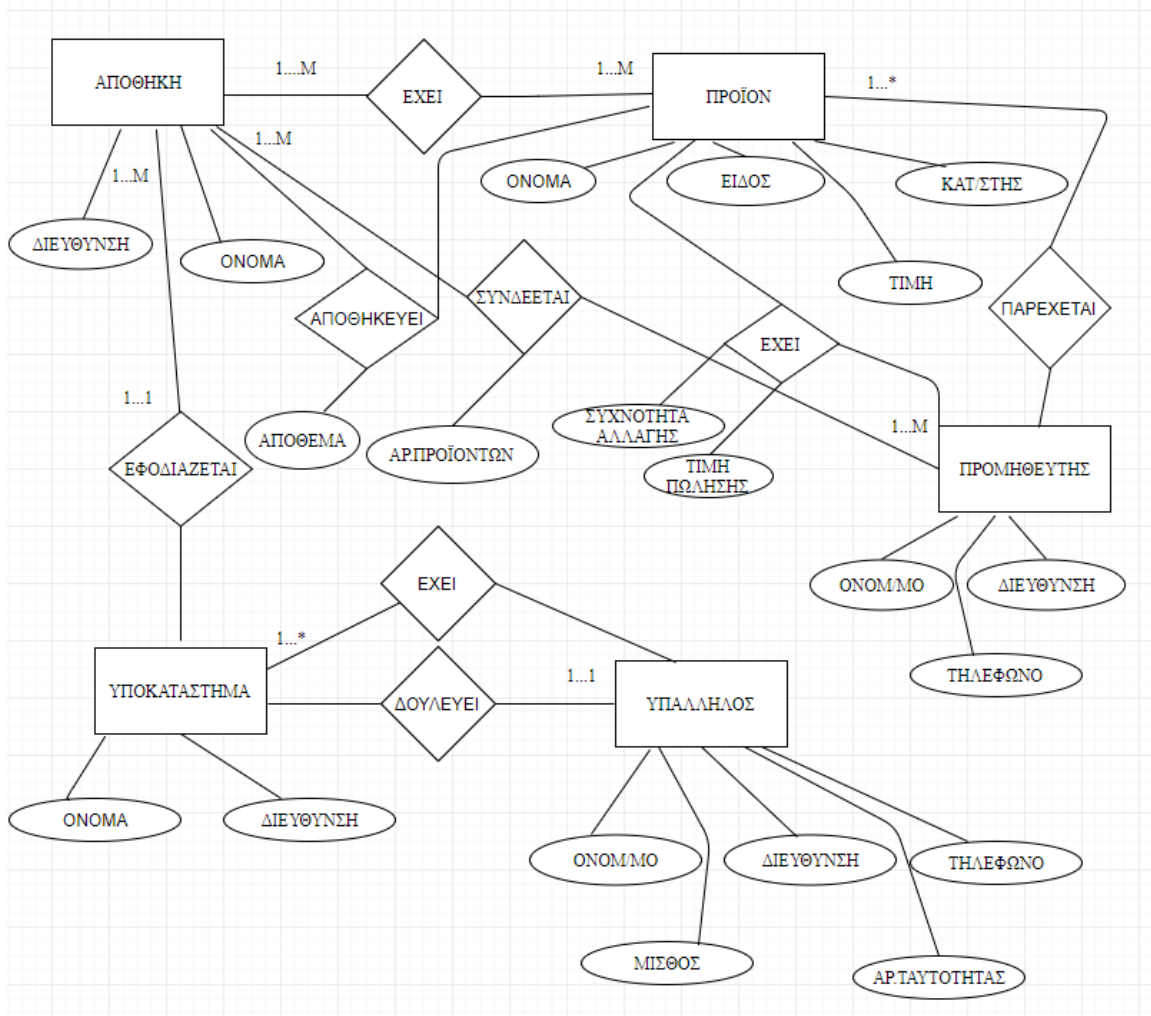 ΑΠΟΘΗΚΗ
1....Μ
ΕΧΕΙ
1...Μ
ΠΡΟΪΟΝ
1...*
1...Μ
1...Μ
ΟΝΟΜΑ
ΕΙΔΟΣ
ΚΑΤ/ΣΤΗΣ
ΔΙΕΥΘΥΝΣΗ
ΟΝΟΜΑ
ΤΙΜΗ
ΣΥΝΔΕΕΤΑΙ
ΑΠΟΘΗΚΕΥΕΙ
ΠΑΡΕΧΕΤΑΙ
ΕΧΕΙ
1...1
ΣΥΧΝΟΤΗΤΑ
ΑΛΛΑΓΗΣ
1...Μ
ΑΠΟΘΕΜΑ
ΑΡ.ΠΡΟΪΟΝΤΩΝ
ΕΦΟΔΙΑΖΕΤΑΙ
ΤΙΜΗ
ΠΩΛΗΣΗΣ
ΠΡΟΜΗΘΕΥΤΗΣ
ΕΧΕΙ
ΟΝΟΜ/ΜΟ
ΔΙΕΥΘΥΝΣΗ
1...*
1...1
ΤΗΛΕΦΩΝΟ
ΥΠΟΚΑΤΑΣΤΗΜΑ
ΔΟΥΛΕΥΕΙ
ΥΠΑΛΛΗΛΟΣ
ΟΝΟΜΑ
ΔΙΕΥΘΥΝΣΗ
ΟΝΟΜ/ΜΟ
ΔΙΕΥΘΥΝΣΗ
ΤΗΛΕΦΩΝΟ
ΜΙΣΘΟΣ
ΑΡ.ΤΑΥΤΟΤΗΤΑΣ